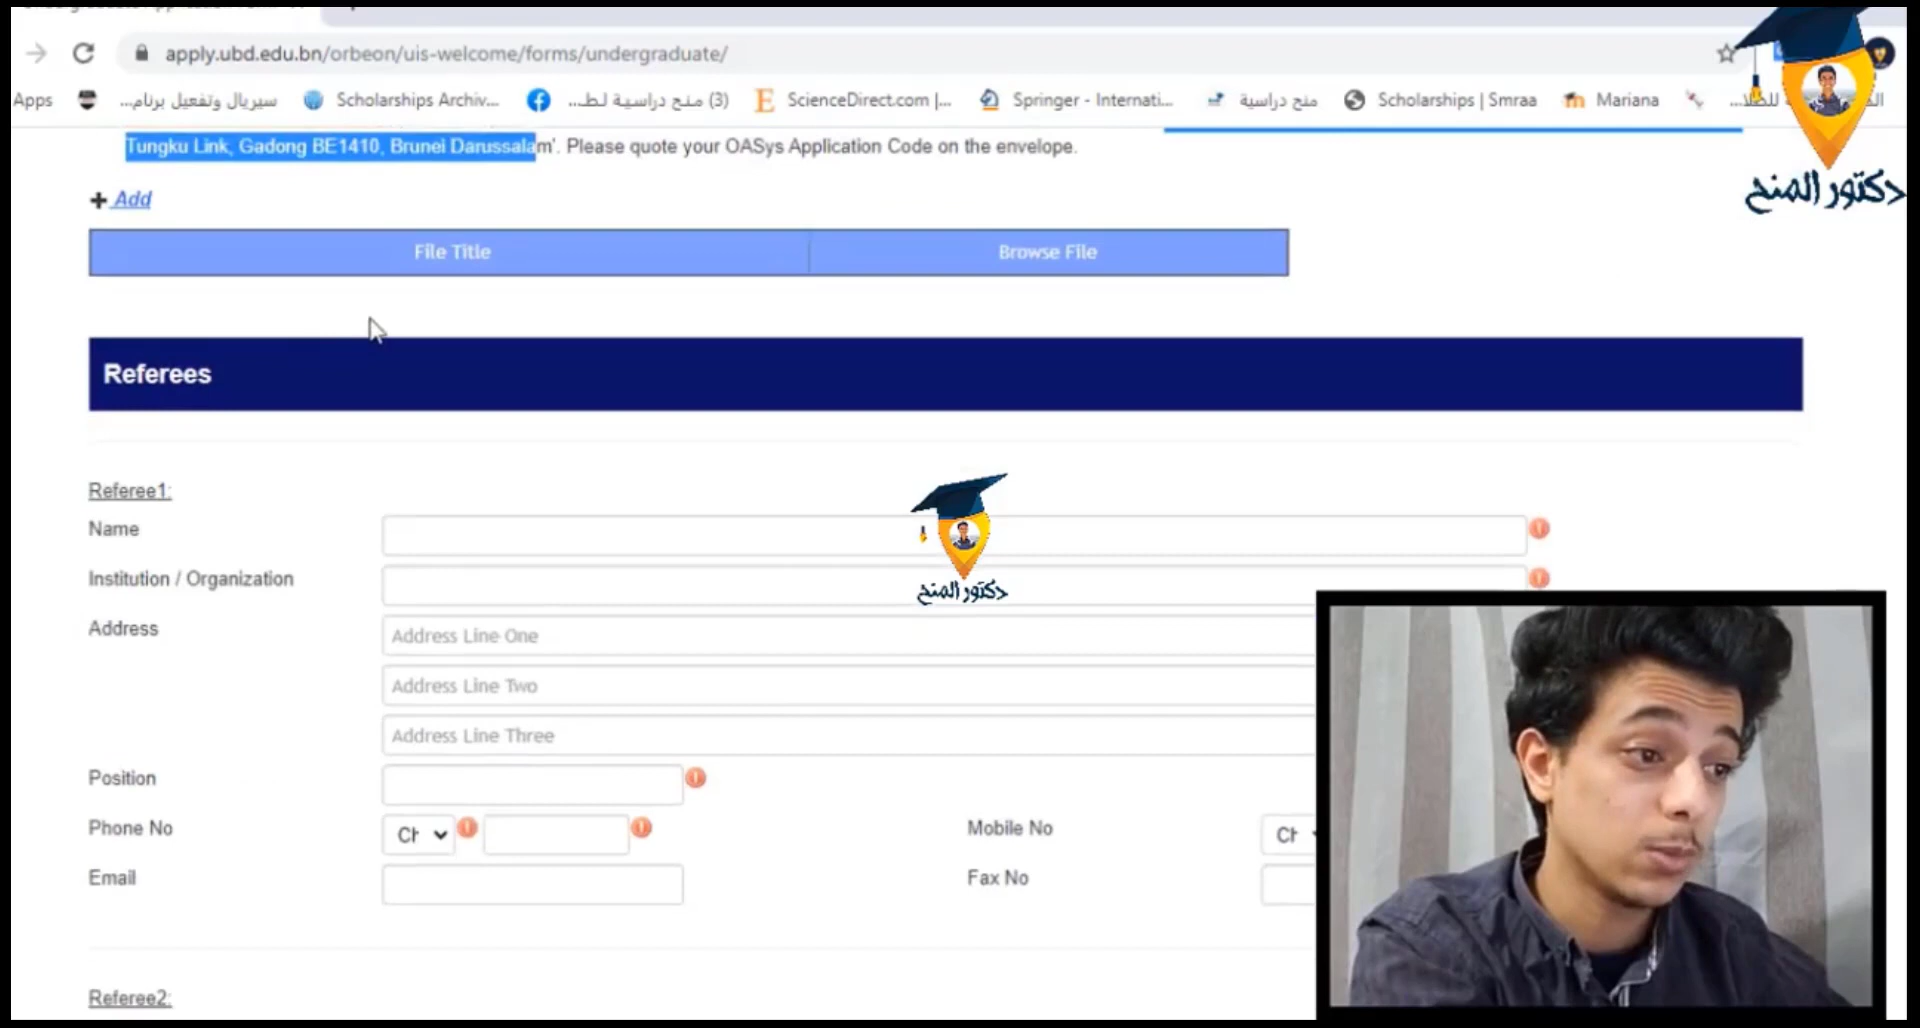 apply.ubd.edu.bn/orbeon/uis-welcome/forms/undergraduate/
Apps
سيريال وتفعيل برنام...
Scholarships Archiv...
(3) منح دراسية لط...
ScienceDirect.com |...
Springer - Internati...
منح دراسية
Scholarships | Smraa
Mariana
دكتور المنح
Tungku Link, Gadong BE1410, Brunei Darussalam'. Please quote your OASys Application Code on the envelope.
Add
File Title
Browse File
Referees
Referee1:
Name
دكتور المنح
Institution / Organization
Address
Address Line One
Address Line Two
Address Line Three
Position
Phone No
Mobile No
Email
Fax No
Referee2: